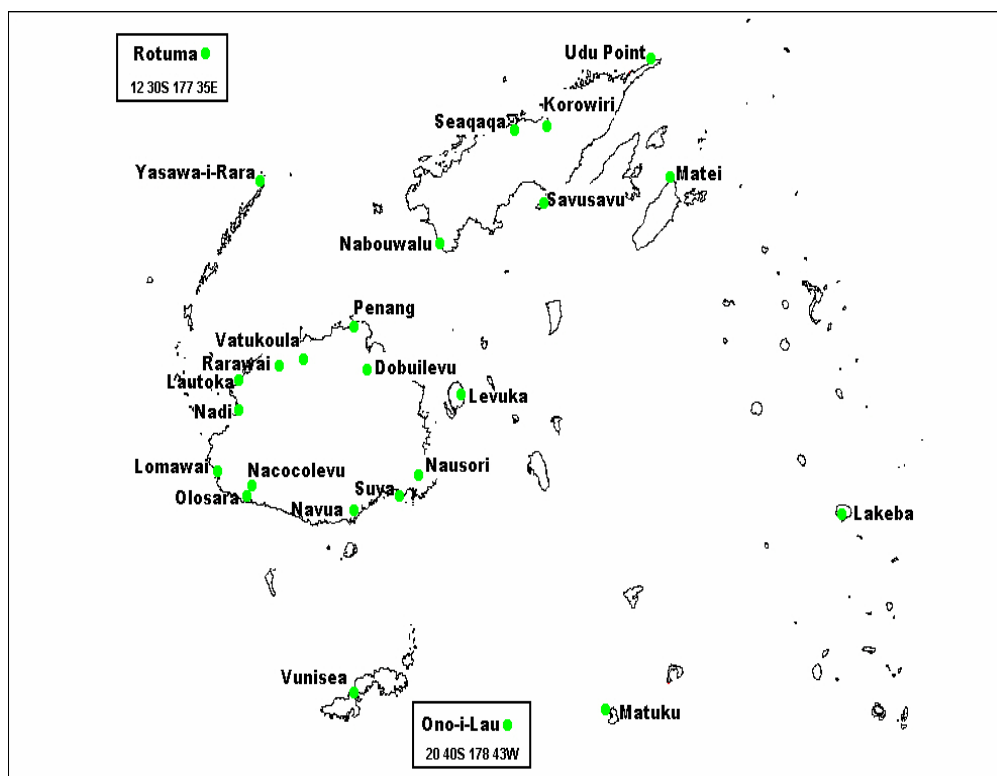 Rotuma
12 30S 177 35E
Udu Point
Korowiri
Seaqaqa
Yasawa-i-Rara
Matei
Savusavu
Nabouwalu
Penang
Vatukoula
Rarawai
Dobuilevu
Lautoka
Levuka
Nadi
Lomawai
Nacocolevu
Nausori
Suva
Olosara
Navua
Lakeba
Vunisea
Matuku
Ono-i-Lau
20 40S 178 43W